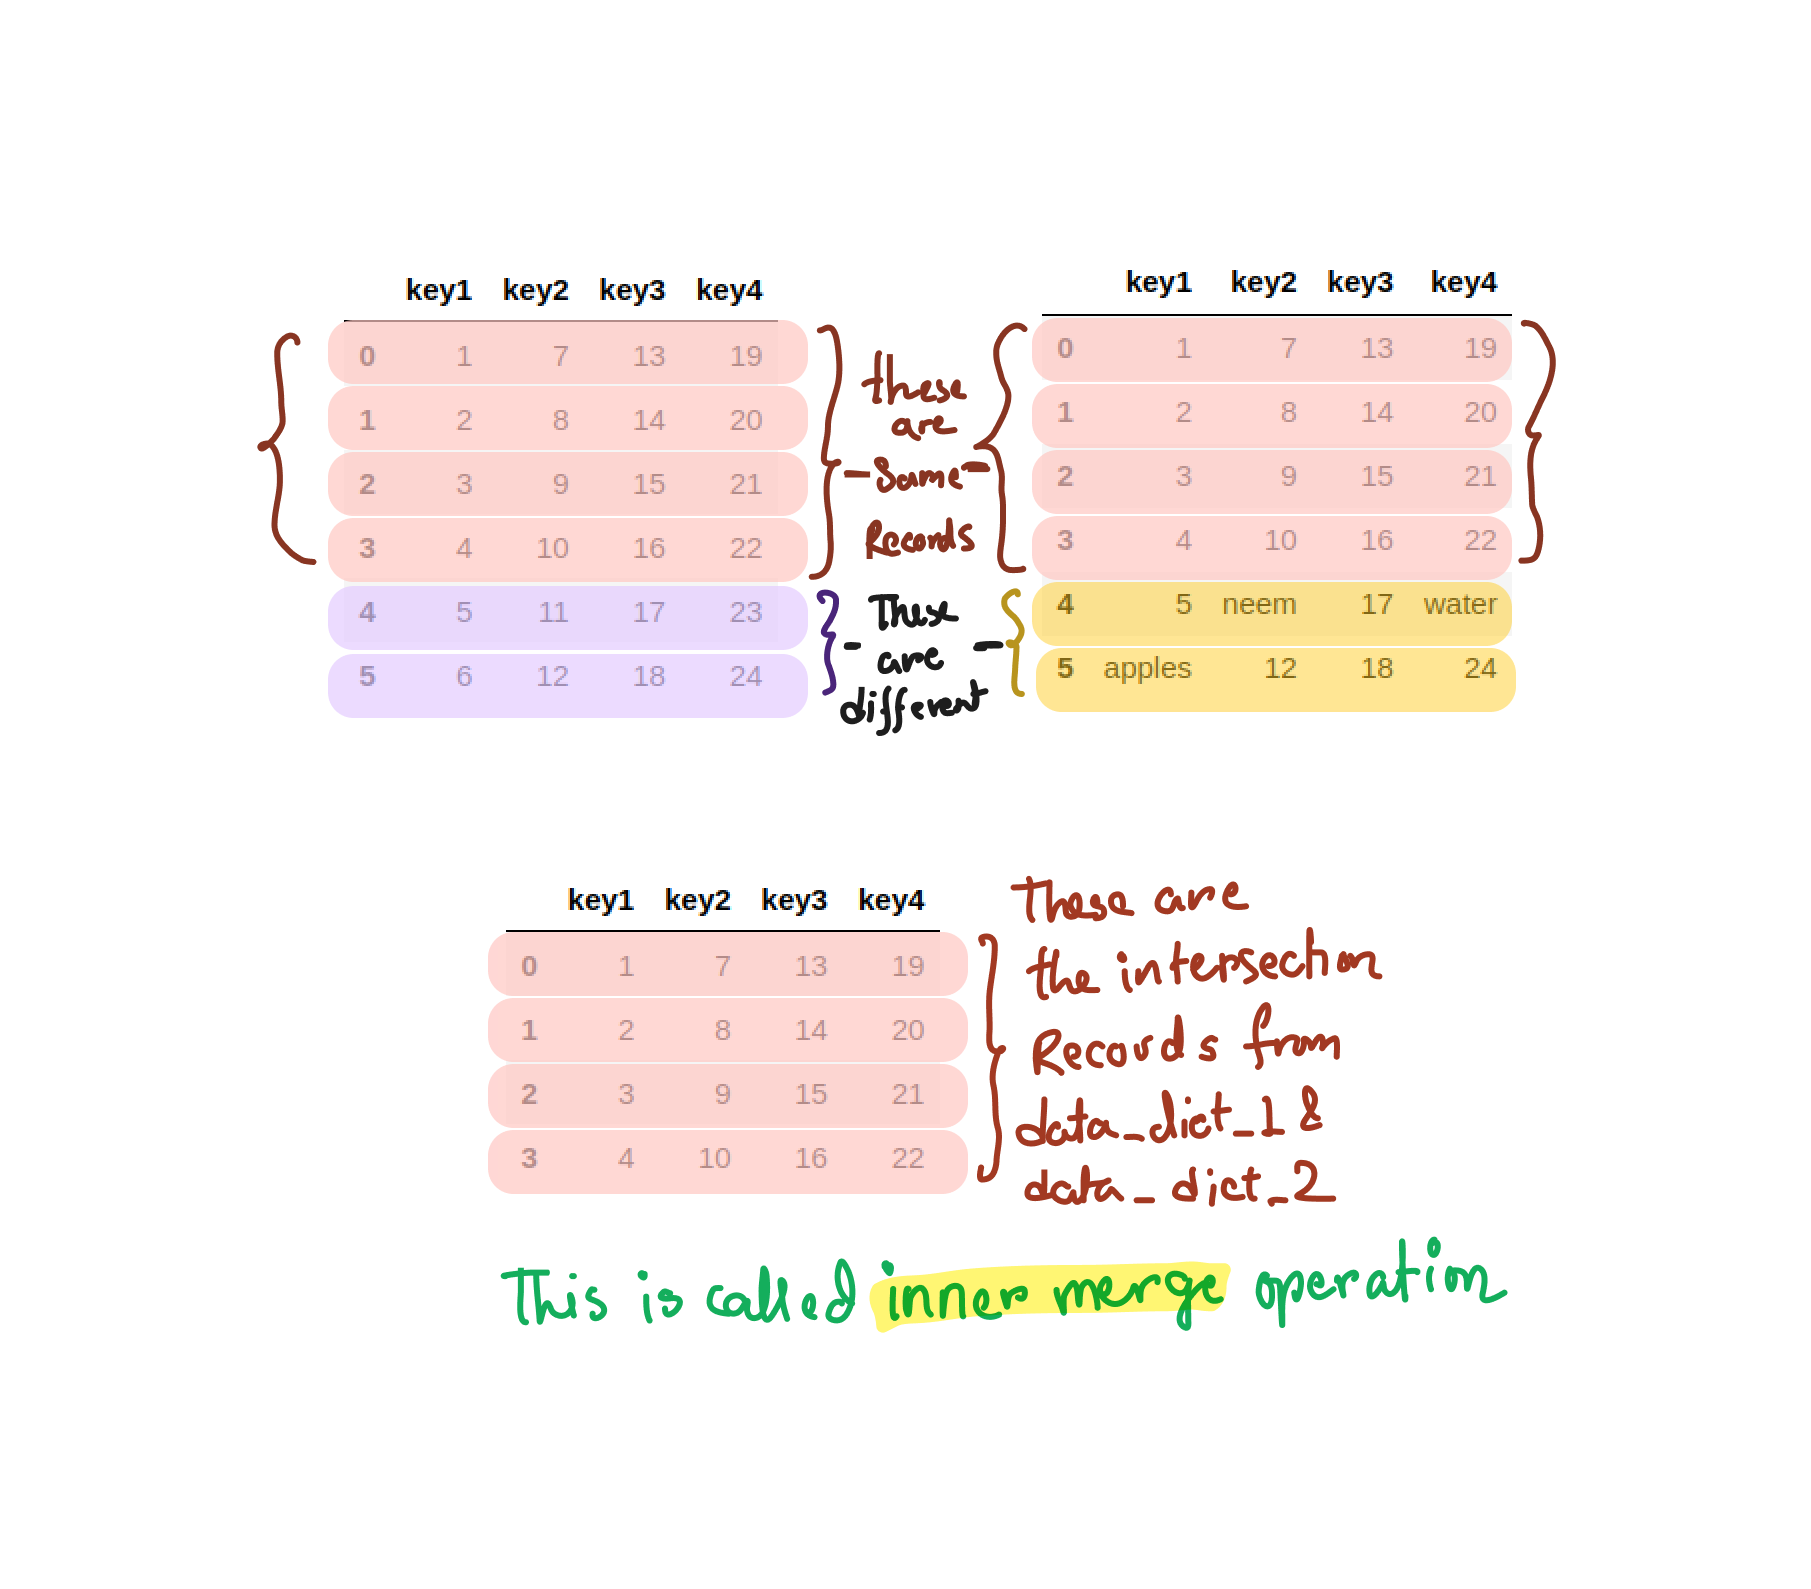 key1 key2 key3 key4
0 1 7 13 19
1 2 8 14 20
2 3 9 15 21
3 4 10 16 22
4 5 11 17 23
5 6 12 18 24
these
are
- Same -
Records
These
- are -
different
key1 key2 key3 key4
0 1 7 13 19
1 2 8 14 20
2 3 9 15 21
3 4 10 16 22
4 5 neem 17 water
5 apples 12 18 24
key1 key2 key3 key4
0 1 7 13 19
1 2 8 14 20
2 3 9 15 21
3 4 10 16 22
These are
the intersection
Records from
data_dict_1 &
data_dict_2
This is called inner merge operation